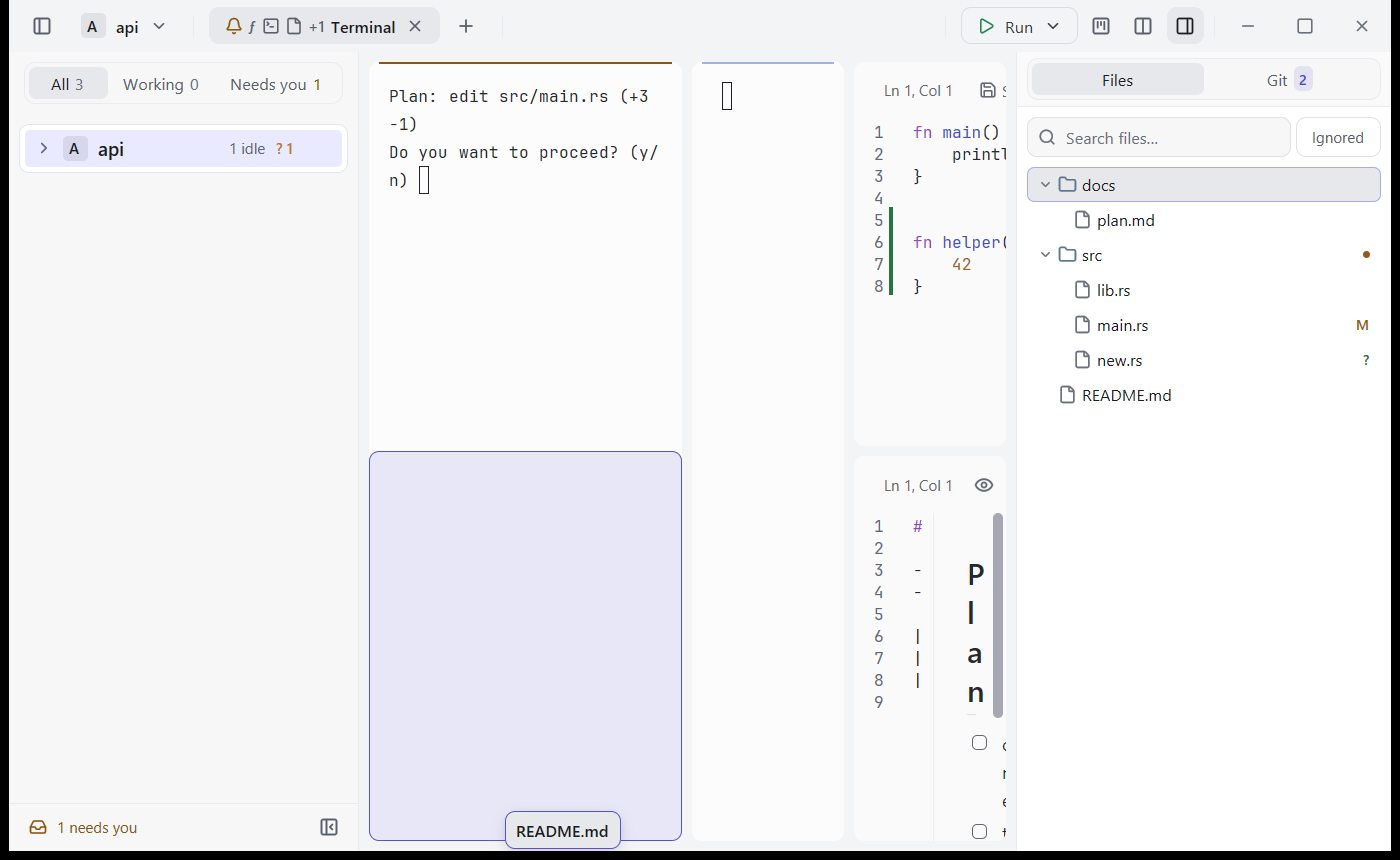 A api
+1 Terminal
Run
All 3 Working 0 Needs you 1
A api 1 idle ? 1
1 needs you
Plan: edit src/main.rs (+3
-1)
Do you want to proceed? (y/
n)
README.md
Ln 1, Col 1
1 fn main()
2 printl
3 }
4
5
6 fn helper(
7 42
8 }
Ln 1, Col 1
1 #
2
3 -
4 -
5
6 |
7 |
8 |
9
P
l
a
n
Files Git 2
Search files... Ignored
docs
plan.md
src
lib.rs
main.rs M
new.rs ?
README.md